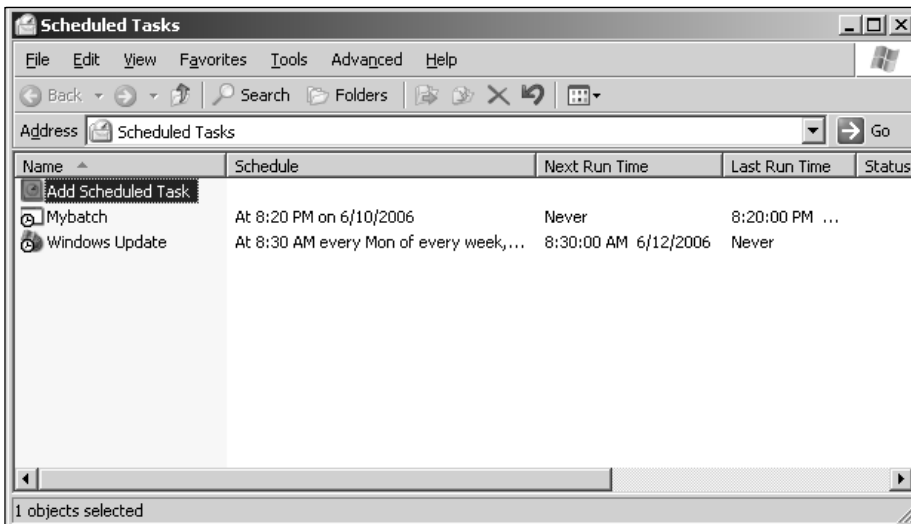 Scheduled Tasks
File Edit View Favorites Tools Advanced Help
Back Search Folders
Address Scheduled Tasks Go
Name Schedule Next Run Time Last Run Time Status
Add Scheduled Task
Mybatch At 8:20 PM on 6/10/2006 Never 8:20:00 PM ...
Windows Update At 8:30 AM every Mon of every week,... 8:30:00 AM 6/12/2006 Never
1 objects selected